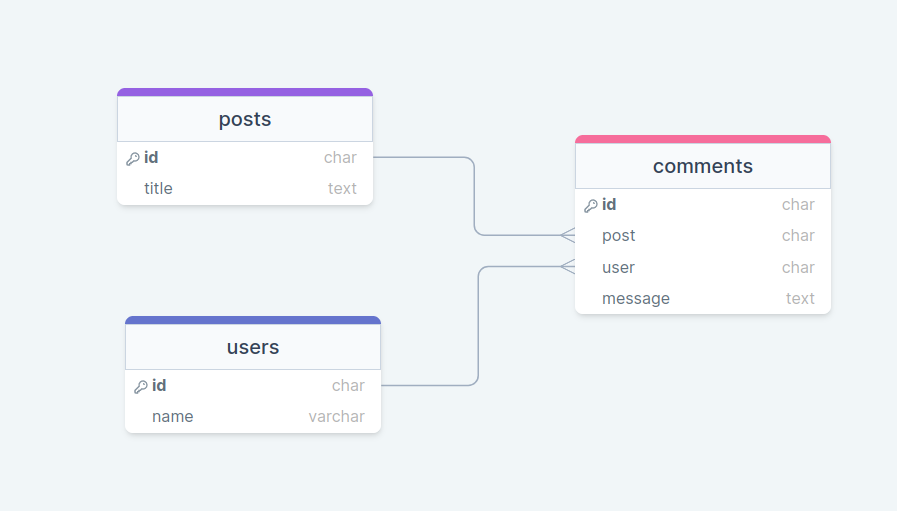 posts
id char
title text
comments
id char
post char
user char
message text
users
id char
name varchar